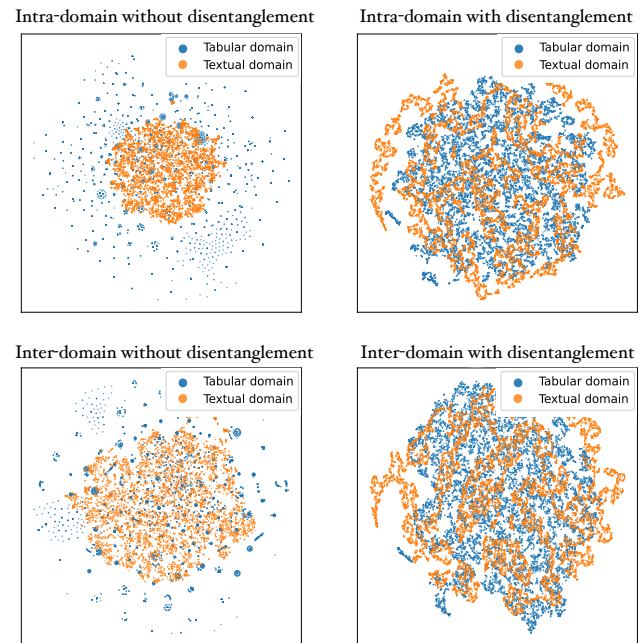 Intra-domain without disentanglement
Tabular domain
Textual domain
Intra-domain with disentanglement
Tabular domain
Textual domain
Inter-domain without disentanglement
Tabular domain
Textual domain
Inter-domain with disentanglement
Tabular domain
Textual domain